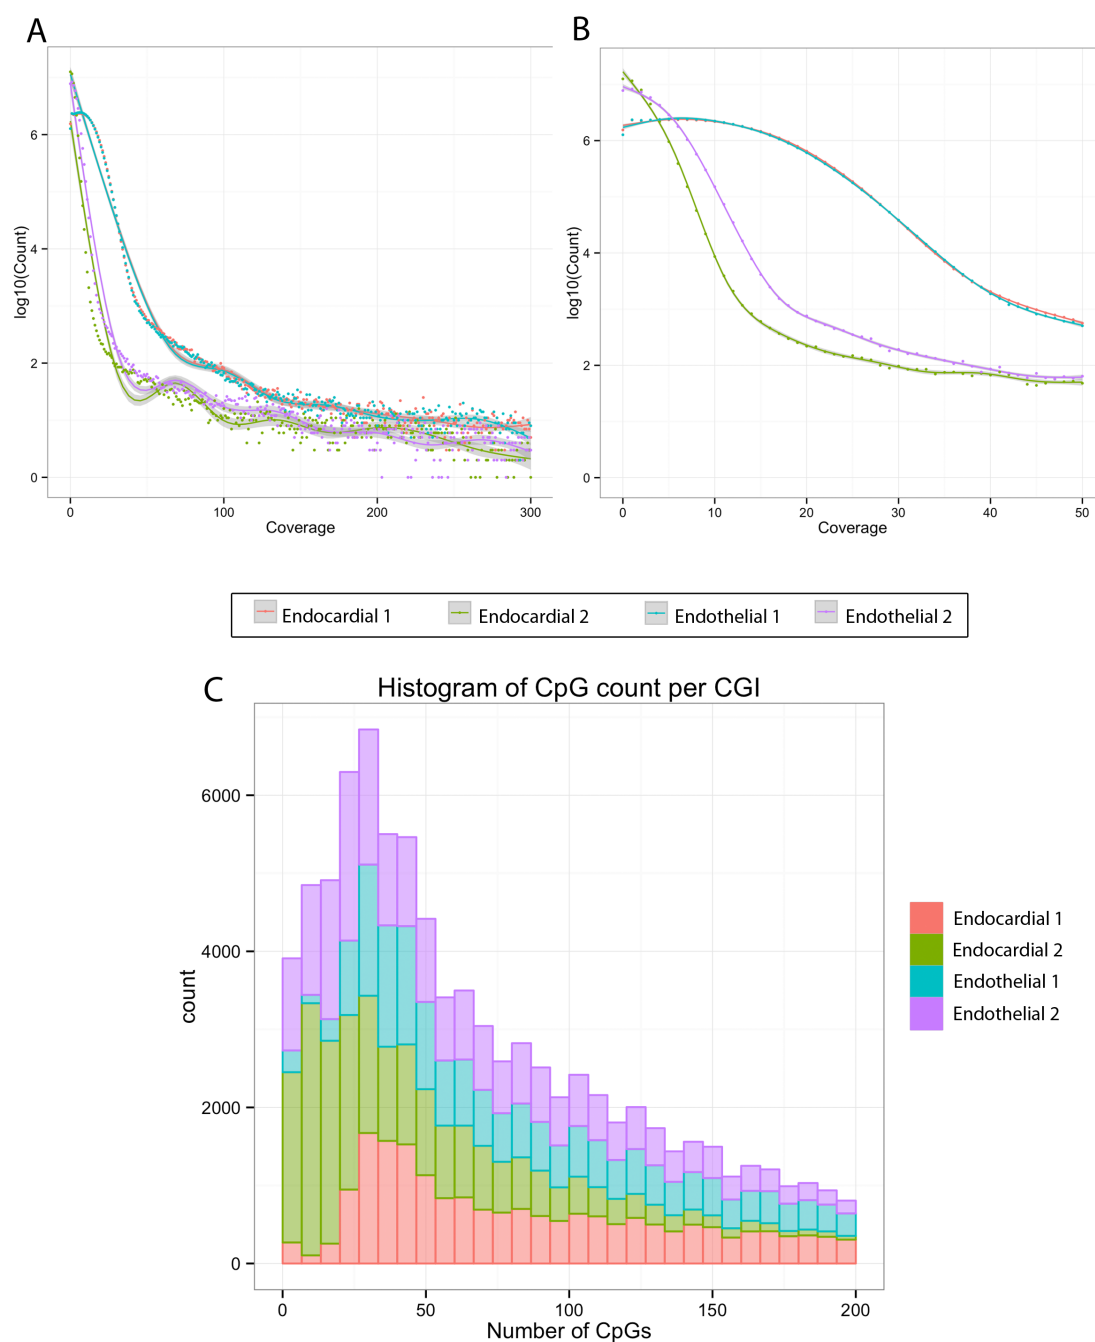 A
B
log10(Count)
6
4
2
0
0
100
200
300
Coverage
log10(Count)
6
4
2
0
0
10
20
30
40
50
Coverage
Endocardial 1
Endocardial 2
Endothelial 1
Endothelial 2
C
Histogram of CpG count per CGI
count
6000
4000
2000
0
0
50
100
150
200
Number of CpGs
Endocardial 1
Endocardial 2
Endothelial 1
Endothelial 2